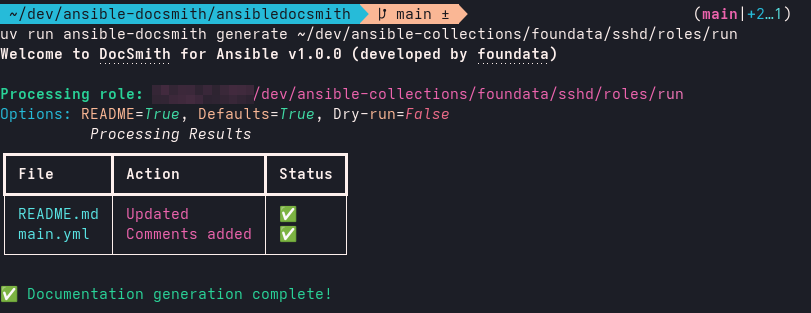 ~/dev/ansible-docsmith/ansibledocsmith main ± (main|+2…1)
uv run ansible-docsmith generate ~/dev/ansible-collections/foundata/sshd/roles/run
Welcome to DocSmith for Ansible v1.0.0 (developed by foundata)
Processing role: /dev/ansible-collections/foundata/sshd/roles/run
Options: README=True, Defaults=True, Dry-run=False
Processing Results
File Action Status
README.md Updated ✅
main.yml Comments added ✅
✅ Documentation generation complete!